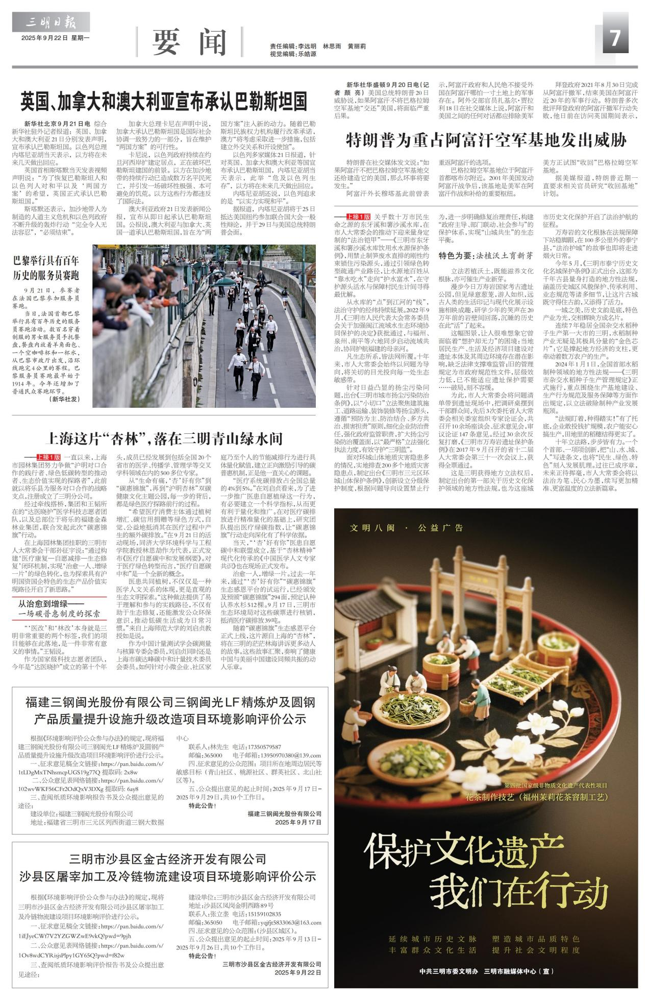 三明日报
2025年9月22日 星期一
要闻
责任编辑:李远明 林思雨 黄丽莉
视觉编辑:乐皓源
7
英国、加拿大和澳大利亚宣布承认巴勒斯坦国
新华社北京9月21日电 综合
新华社驻外记者报道：英国、加拿
大和澳大利亚21日分别发表声明，
宣布承认巴勒斯坦国。以色列总理
内塔尼亚胡当天表示，以方将在未
来几天做出回应。
英国首相斯塔默当天发表视频
声明说：“为了恢复巴勒斯坦人和
以色列人对和平以及‘两国方
案’的希望，英国正式承认巴勒
斯坦国。”
斯塔默还表示，加沙地带人为
制造的人道主义危机和以色列政府
不断升级的轰炸行动“完全令人无
法容忍”，“必须结束”。
加拿大总理卡尼在声明中说，
加拿大承认巴勒斯坦国是国际社会
协调一致努力的一部分，旨在维护
“两国方案”的可行性。
卡尼说，以色列政府持续在约
旦河西岸扩建定居点，正在破坏巴
勒斯坦建国的前景。以方在加沙地
带的持续行动已造成数万名平民死
亡，并引发一场破坏性极强、本可
避免的饥荒。以方这些行为都违反
了国际法。
澳大利亚政府21日发表新闻公
报，宣布从即日起承认巴勒斯坦
国。公报说，澳大利亚与加拿大、英
国一道承认巴勒斯坦国，旨在为“两
国方案”注入新的动力。随着巴勒
斯坦民族权力机构履行改革承诺，
澳方“将考虑采取进一步措施，包括
建立外交关系和开设使馆”。
以色列多家媒体21日报道，针
对英国、加拿大和澳大利亚等国宣
布承认巴勒斯坦国，内塔尼亚胡当
天表示，此举“危及以色列生
存”，以方将在未来几天做出回应。
内塔尼亚胡还说，以色列追求
的是“以实力实现和平”。
据报道，内塔尼亚胡将于25日
抵达美国纽约参加联合国大会一般
性辩论，并于29日与美国总统特朗
普会面。
巴黎举行具有百年
历史的服务员赛跑
9月21日，参赛者
在法国巴黎参加服务员
赛跑。
当日，法国首都巴黎
举行具有百年历史的服务
员赛跑活动。数百名穿着
制服的男女服务员手托餐
盘，餐盘内放着羊角面包、
一个空咖啡杯和一杯水，
从巴黎市政厅出发，沿环
线跑完4公里的赛程。巴
黎服务员赛跑最早始于
1914年。今年还增加了
普通民众赛跑环节。
（新华社发）
新华社华盛顿9月20日电(记
者 颜亮) 美国总统特朗普20日
威胁说，如果阿富汗不将巴格拉姆
空军基地“交还”美国，将面临严重
后果。
特朗普为重占阿富汗空军基地发出威胁
特朗普在社交媒体发文说：“如
果阿富汗不把巴格拉姆空军基地交
还给建造它的美国，那么坏事将要
发生。”
阿富汗外长穆塔基此前曾表
示，阿富汗政府和人民绝不接受外
国在阿富汗哪怕一寸土地上的军事
存在。阿外交部官员扎基尔·贾拉
利18日在社交媒体上说，阿富汗和
美国之间的任何对话都应排除美军
重返阿富汗的选项。
巴格拉姆空军基地位于阿富汗
首都喀布尔附近。2001年美国发动
阿富汗战争后，该基地是美军在阿
富汗作战和补给的重要枢纽。
拜登政府2021年8月30日完成
从阿富汗撤军，结束美国在阿富汗
近20年的军事行动。特朗普多次
批评拜登政府的阿富汗撤军行动失
败，他日前在访问英国期间表示，
美方正试图“收回”巴格拉姆空军
基地。
据美媒报道，特朗普近期一
直要求相关官员研究“收回基地”
计划。
——上接1版 关乎数十万市民生
命之源的东牙溪和薯沙溪水库，在
市人大常委会的推动下迎来量身定
制的“法治铠甲”——《三明市东牙
溪和薯沙溪水库饮用水水源保护条
例》，用禁止制笋废水直排的刚性约
束锁住污染源头，通过引领绿色转
型疏通产业路径，让水源地百姓从
“靠水吃水”走向“护水富水”，在守
护源头活水与保障村民生计间寻得
最优解。
从水库的“点”到江河的“线”，
法治守护的经纬持续延展。2022年9
月，《三明市人民代表大会常务委员
会关于加强闽江流域水生态环境协
同保护的决定》获批通过，与福州、
泉州、南平等六地同步启动流域共
治，协同护航福建的母亲河。
凡生态所系，皆法网所覆。十年
来，市人大常委会始终以问题为导
向，将关切的目光投向每一处生态
敏感带。
针对日益凸显的扬尘污染问
题，出台《三明市城市扬尘污染防治
条例》，以“小切口”立法聚焦建筑施
工、道路运输、装饰装修等扬尘源头，
遵循“预防为主、防治结合、多方共
治、损害担责”原则，细化企业防治责
任，强化政府监管职责，扩大扬尘污
染防治覆盖面，以“最严格”立法强化
执法力度，有效守护“三明蓝”。
面对环城山体地质灾害隐患多
的情况，实地排查200多个地质灾害
隐患点，制定出台《三明市三元区环
城山体保护条例》，创新设立分级保
护制度，根据问题导向设置禁止行
为，进一步明确修复治理责任，构建
“政府主导、部门联动、社会参与”的
保护体系，实现“山城共生”的生态
平衡。
特色为要：法植沃土育新芽
立法若植沃土，既能滋养文化
根脉，亦可催生产业新芽。
漫步今日万寿岩国家考古遗址
公园，但见绿意葱茏，游人如织，远
古人类的生活印记与现代化展示设
施相映成趣，研学少年的笑声在20
万年前的岩壁间回荡，沉睡的历史
在此“活”了起来。
这幅图景，让人很难想象它曾
面临着“想护却无力”的困境：当地
居民生产、生活及经济项目建设对
遗址本体及其周边环境存在潜在影
响，缺乏法律支撑难监管；旧的管理
规定为市政府规范性文件，层级效
力低，已不能适应遗址保护需要
……破局，刻不容缓。
为此，市人大常委会将问题清
单带到遗址现场中，把调研桌摆到
干部群众间，先后3次委托省人大常
委会相关委室组织专家论证会，共
召开10余场座谈会、征求意见会，审
议论证147条意见。经过30余次反
复打磨，《三明市万寿岩遗址保护条
例》在2017年9月召开的省十二届
人大常委会第三十一次会议上，获
得全票通过。
这是三明获得地方立法权后，
制定出台的第一部关于历史文化保
护领域的地方性法规，也为这座城
市历史文化保护开启了法治护航的
征程。
万寿岩的文化根脉在法规保障
下站稳脚跟，在100多公里外的泰宁
县，“法治护城”的故事也即将走进
烟火日常。
今年5月，《三明市泰宁历史文
化名城保护条例》正式出台，这部为
千年古县量身打造的地方性法规，
涵盖历史城区风貌保护、传承利用、
业态规范等诸多细节，让这片古城
既守得住古韵，又添得了活力。
一城之美，历史文韵是底，特色
产业为光，交相辉映方成名片。
连续7年稳居全国杂交水稻种
子生产第一大市的三明，水稻制种
产业无疑是其极具分量的“金色芯
片”；它是撑起地方经济的支柱，更
牵动着数万农户的生产。
2024年1月1日，全国首部水稻
制种领域的地方性法规——《三明
市杂交水稻种子生产管理规定》正
式施行，重点围绕生产基地建设、
生产行为规范及服务保障等方面作
出规定，以立法破除制种产业发展
瓶颈。
“法规盯着，种得踏实！”有了托
底，企业敢投钱扩规模，农户能安心
搞生产，田地里的稻穗结得更实了。
十年立法路，步步皆有力。一个
个首部、一项项创新，把“山、水、城、
人”写进条文，也将“民生、绿色、特
色”刻入发展肌理。过往已成序章，
未来正待挥毫，市人大常委会将以
法治为笔、民心为墨，续写更加精
准、更富温度的立法新篇章。
上海这片“杏林”，落在三明青山绿水间
——上接1版 一直以来，上海
市园林集团努力争做“沪明对口合
作的践行者、绿色低碳转型的推动
者、生态价值实现的探路者”，此前
就以将乐县为服务对口合作的战略
支点，注册成立了三明分公司。
经过牵线搭桥，集团和王韬所
在的“达医晓护”医学科技志愿者团
队，以及总部位于将乐的福建金森
林业集团，联合发起此次“碳惠锦
旗”行动。
在上海园林集团挂职的三明市
人大常委会干部孙征宇说：“通过构
建‘医疗康复—自愿减排—生态修
复’闭环机制，实现‘治愈一人、增绿
一片’的绿色转化，也为探索具有沪
明国资国企特色的生态产品价值实
现路径开启了新思路。”
从治愈到增绿——
一场碳普惠制度的探索
“‘医改’和‘林改’本身就是三
明非常重要的两个标签，我们的项
目能够在此落地，是一件非常有意
义的事情。”王韬说。
作为国家级科技志愿者团队，
今年是“达医晓护”成立的第十个年
头，成员已经发展到包括全国20个
省市的医学、传播学、管理学等交叉
学科领域在内的500多位专家。
从“生命有痛，‘杏’好有你”到
“碳惠锦旗”，再到“沪明杏林”双碳
健康文化主题公园，每一步的背后，
都是绿色医疗探路前行的过程。
“希望医疗消费主体通过植树
增汇、碳信用捐赠等绿色方式，自
觉、公益地抵消其在医疗过程中产
生的额外碳排放。”在9月21日的活
动现场，同济大学环境科学与工程
学院教授林思劼作为代表，正式发
布《医疗自愿碳中和发展纲要》。对
于医疗绿色转型而言，“医疗自愿碳
中和”是一个全新的概念。
医患共同植树，不仅仅是一种
医学人文关系的体现，更是直观的
生态文明探索。“这种做法提供了易
于理解和参与的实践路径，不仅有
助于生态修复，还能激发公众环保
意识，推动低碳生活成为日常习
惯。”来自上海师范大学的刘启贞教
授如是说。
作为中国计量测试学会碳测量
与核算专委会委员，刘启贞同时还是
上海市碳达峰碳中和计量技术委员
会委员。如何针对小微企业、社区家
庭乃至个人的节能减排行为进行具
体量化赋值，建立正向激励引导的碳
普惠机制，正是他一直关心的课题。
“医疗系统碳排放占全国总量
的4%到5%。”在刘启贞看来，为了进
一步推广医患自愿植绿这一行为，
有必要建立一个科学指标，从而更
有利于量化和推广。在对医疗碳排
放进行精准量化的基础上，研究团
队提出医疗绿碳指数，让“碳惠锦
旗”行动走向深化有了科学依据。
当天，“‘杏’好有你”医患自愿
碳中和联盟成立，基于“杏林精神”
现代化传承的《中国医学人文专家
共识》也在现场正式发布。
治愈一人，增绿一片。过去一年
来，通过“‘杏’好有你”“碳惠锦旗”
生态感恩平台的试运行，已经颁发
及预颁“碳惠锦旗”294面，预定认种
认养水杉512棵。9月17日，三明市
生态环境局对这些碳票进行核销，
抵消医疗碳排放39吨。
随着“碳惠锦旗”生态感恩平台
正式上线，这片源自上海的“杏林”，
将在三明的茫茫林海讲诉更多动人
的故事。这些故事汇聚，奏响了健康
中国与美丽中国建设同频共振的动
人乐章。
福建三钢闽光股份有限公司三钢闽光LF精炼炉及圆钢
产品质量提升设施升级改造项目环境影响评价公示
根据《环境影响评价公众参与办法》的规定，现将福
建三钢闽光股份有限公司三钢闽光LF精炼炉及圆钢产
品质量提升设施升级改造项目环境影响评价进行公示。
一、征求意见稿全文链接：https://pan.baidu.com/s/
1tLDgMxTNhsmcpUGS19g77Q 提取码: 2x8w
二、公众意见表网络链接：https://pan.baidu.com/s/
102wvWKF56CFr2OdQxV3DXg 提取码: 6ay8
三、查阅纸质环境影响报告书及公众提出意见的
途径：
建设单位：福建三钢闽光股份有限公司
地址：福建省三明市三元区列西街道三钢大数据
中心
联系人：林先生 电话：17350579587
邮编：365000 电子邮箱：13950970380@139.com
四、征求意见的公众范围：项目所在地周边居民等
敏感目标（青山社区、桃源社区、群英社区、北山社
区等）。
五、公众提出意见的起止时间：2025年9月17日-
2025年9月29日，共10个工作日。
特此公告！
福建三钢闽光股份有限公司
2025年9月17日
三明市沙县区金古经济开发有限公司
沙县区屠宰加工及冷链物流建设项目环境影响评价公示
根据《环境影响评价公众参与办法》的规定，现将
三明市沙县区金古经济开发有限公司沙县区屠宰加工
及冷链物流建设项目环境影响评价进行公示。
一、征求意见稿全文链接：https://pan.baidu.com/s/
1iEJyeCWf7V2YZGWZwE9vkQ?pwd=9pjh
二、公众意见表网络链接：https://pan.baidu.com/s/
1Ov8wdCYRisjsPlpy1GY65Q?pwd=f82w
三、查阅纸质环境影响评价报告书及公众提出意
见途径：
建设单位：三明市沙县区金古经济开发有限公司
地址：沙县区凤岗金明西路89号
联系人：张立垄 电话：15159102835
邮编：365050 电子邮箱：yqjfjt5833063@163.com
四、征求意见的公众范围：（沙县区城区）。
五、公众提出意见的起止时间：2025年9月13日-
2025年9月26日，共10个工作日。
特此公告！
三明市沙县区金古经济开发有限公司
2025年9月22日
文明八闽 · 公益广告
第四批国家级非物质文化遗产代表性项目
花茶制作技艺（福州茉莉花茶窨制工艺）
保护文化遗产
我们在行动
延续城市历史文脉 塑造城市品质特色
丰富群众文化生活 提升社会文明程度
中共三明市委文明办 三明市融媒体中心（宣）